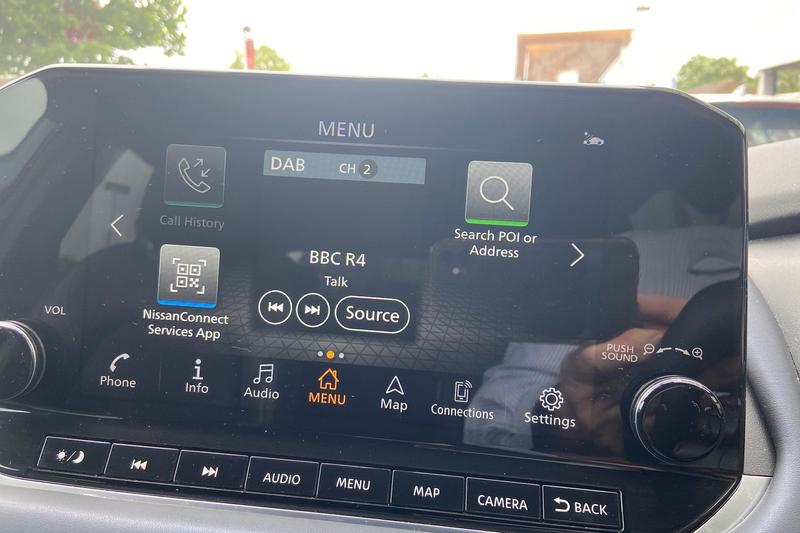 MENU
DAB CH 2
Call History
Search POI or
Address
BBC R4
Talk
NissanConnect
Services App
Source
VOL
PUSH
SOUND
Phone
Info
Audio
MENU
Map
Connections
Settings
AUDIO
MENU
MAP
CAMERA
BACK